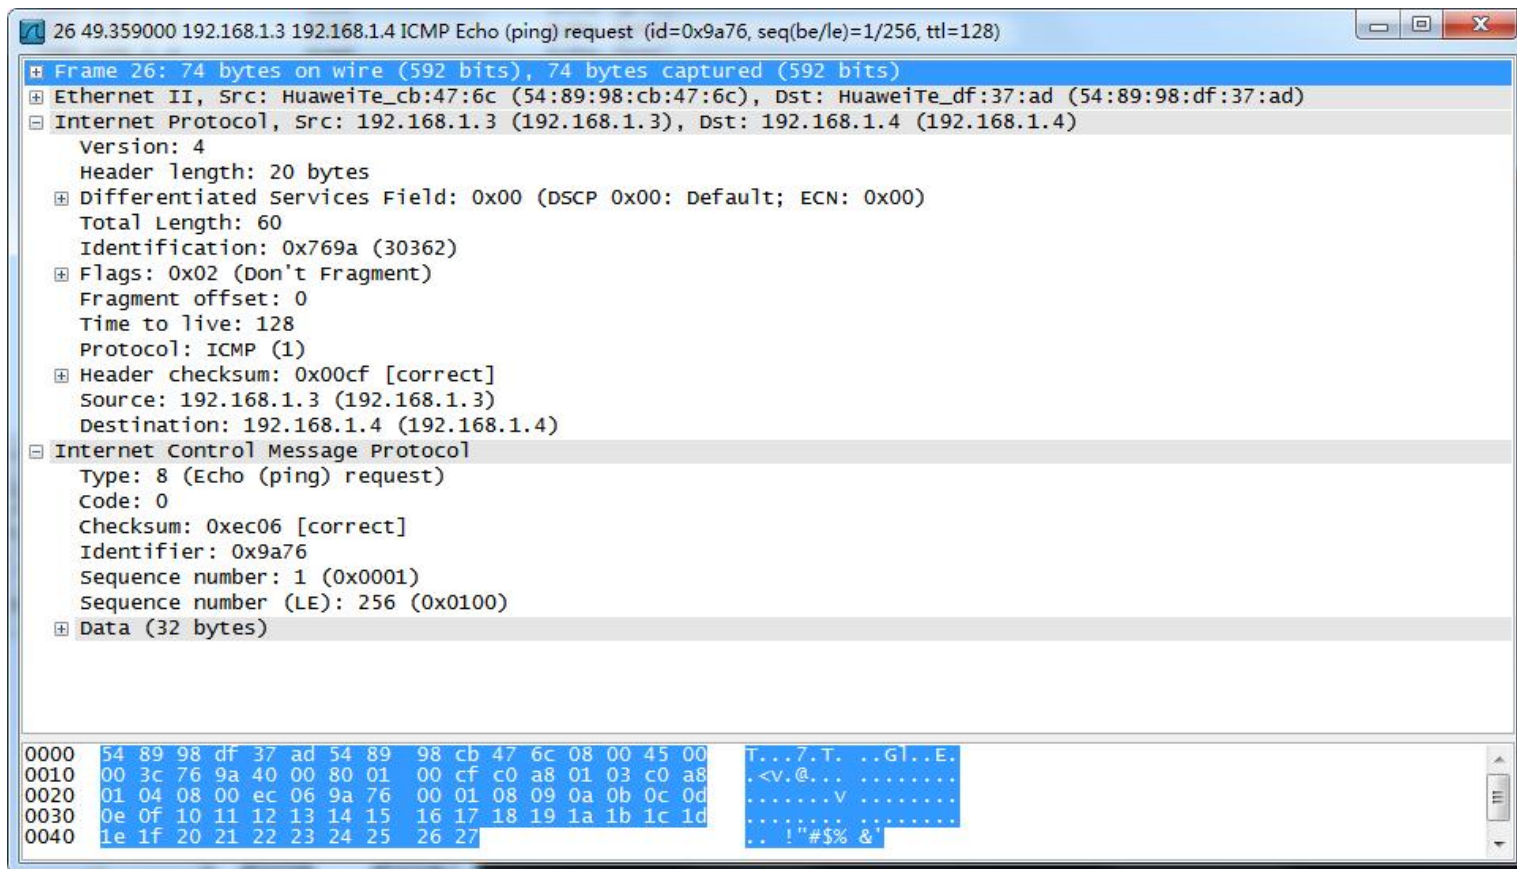 26 49.359000 192.168.1.3 192.168.1.4 ICMP Echo (ping) request (id=0x9a76, seq(be/le)=1/256, ttl=128)
Frame 26: 74 bytes on wire (592 bits), 74 bytes captured (592 bits)
Ethernet II, Src: HuaweiTe_cb:47:6c (54:89:98:cb:47:6c), Dst: HuaweiTe_df:37:ad (54:89:98:df:37:ad)
Internet Protocol, Src: 192.168.1.3 (192.168.1.3), Dst: 192.168.1.4 (192.168.1.4)
Version: 4
Header length: 20 bytes
Differentiated Services Field: 0x00 (DSCP 0x00: Default; ECN: 0x00)
Total Length: 60
Identification: 0x769a (30362)
Flags: 0x02 (Don't Fragment)
Fragment offset: 0
Time to live: 128
Protocol: ICMP (1)
Header checksum: 0x00cf [correct]
Source: 192.168.1.3 (192.168.1.3)
Destination: 192.168.1.4 (192.168.1.4)
Internet Control Message Protocol
Type: 8 (Echo (ping) request)
Code: 0
Checksum: 0xec06 [correct]
Identifier: 0x9a76
Sequence number: 1 (0x0001)
Sequence number (LE): 256 (0x0100)
Data (32 bytes)
0000 54 89 98 df 37 ad 54 89 98 cb 47 6c 08 00 45 00 T...7.T. ..Gl..E.
0010 00 3c 76 9a 40 00 80 01 00 cf c0 a8 01 03 c0 a8 .<v.@... ........
0020 01 04 08 00 ec 06 9a 76 00 01 08 09 0a 0b 0c 0d .......v ........
0030 0e 0f 10 11 12 13 14 15 16 17 18 19 1a 1b 1c 1d ........ ........
0040 1e 1f 20 21 22 23 24 25 26 27 .. !"#$% &'